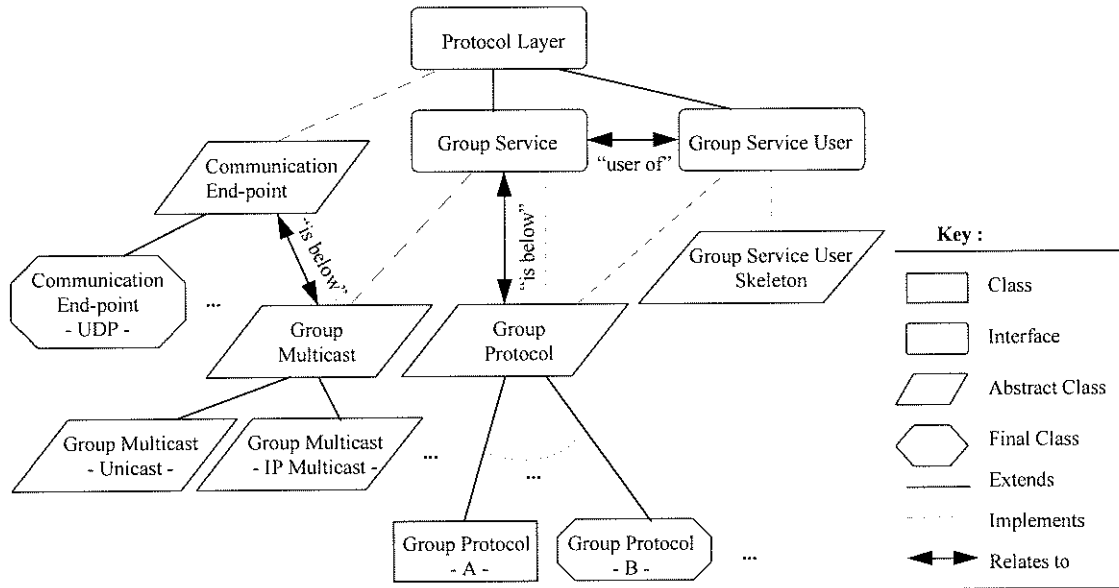 Protocol Layer
Group Service
Group Service User
“user of”
Communication
End-point
“is below”
“is below”
Group Service User
Skeleton
Communication
End-point
- UDP -
...
Group
Multicast
Group
Protocol
Group Multicast
- Unicast -
Group Multicast
- IP Multicast -
...
...
Group Protocol
- A -
Group Protocol
- B -
...
Key :
Class
Interface
Abstract Class
Final Class
Extends
Implements
Relates to